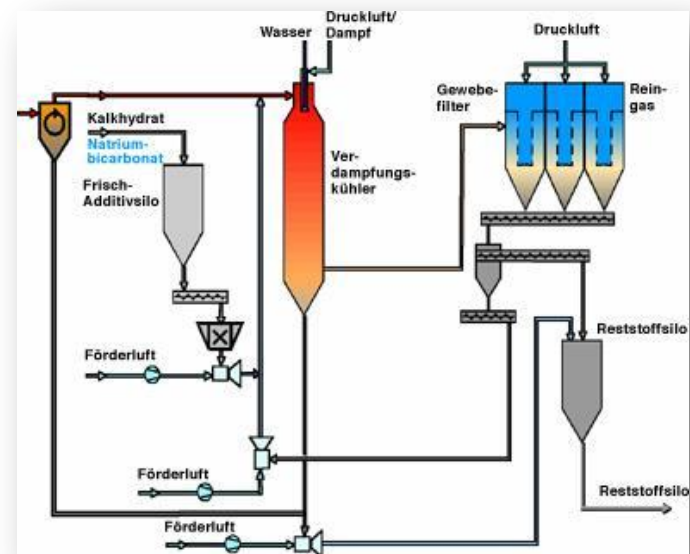 Wasser
Druckluft/
Dampf
Druckluft
Gewebe-
filter
Rein-
gas
Kalkhydrat
Natrium-
bicarbonat
Frisch-
Additivsilo
Ver-
dampfungs-
kühler
Förderluft
Reststoffsilo
Förderluft
Reststoffsilo
Förderluft